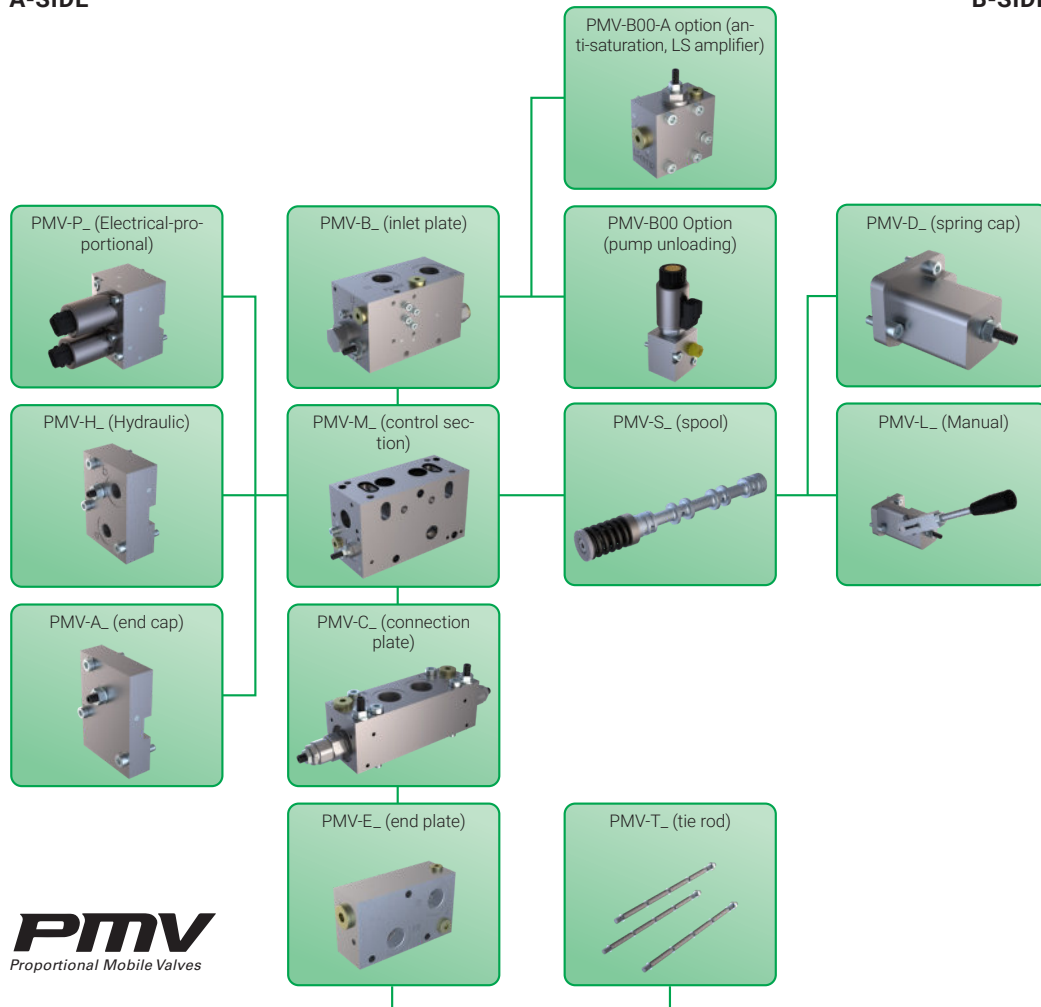 A-SIDE
B-SIDE
PMV-B00-A option (an-
ti-saturation, LS amplifier)
PMV-P_ (Electrical-pro-
portional)
PMV-B_ (inlet plate)
PMV-B00 Option
(pump unloading)
PMV-D_ (spring cap)
PMV-H_ (Hydraulic)
PMV-M_ (control sec-
tion)
PMV-S_ (spool)
PMV-L_ (Manual)
PMV-A_ (end cap)
PMV-C_ (connection
plate)
PMV-E_ (end plate)
PMV-T_ (tie rod)
PMV
Proportional Mobile Valves